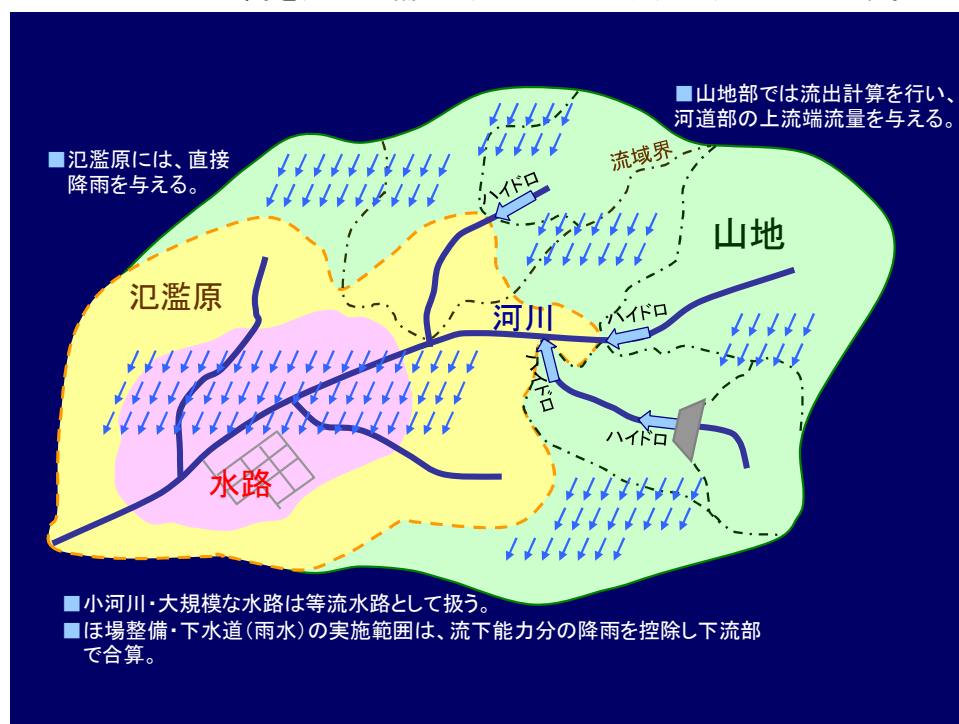 ■山地部では流出計算を行い、
河道部の上流端流量を与える。
■氾濫原には、直接
降雨を与える。
流域界
ハイドロ
山地
氾濫原
河川
ハイドロ
ハイドロ
ハイドロ
水路
■小河川・大規模な水路は等流水路として扱う。
■ほ場整備・下水道(雨水)の実施範囲は、流下能力分の降雨を控除し下流部
で合算。